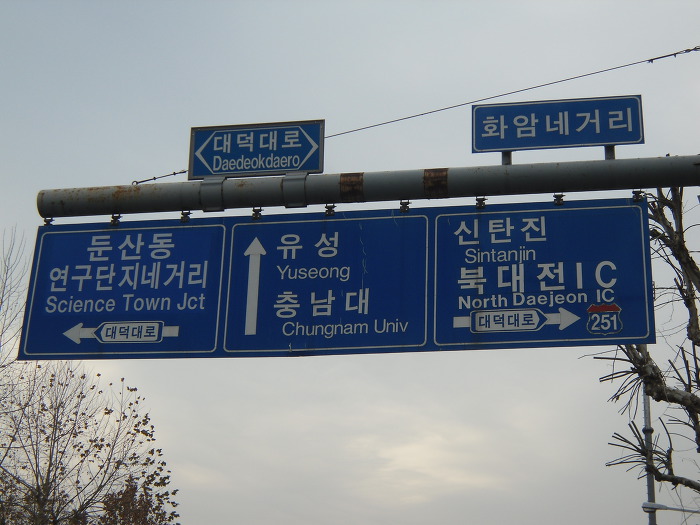 대덕대로
Daedeokdaero
화암네거리
둔산동
연구단지네거리
Science Town Jct
대덕대로
유성
Yuseong
충남대
Chungnam Univ
신탄진
Sintanjin
북대전IC
North Daejeon IC
대덕대로
251